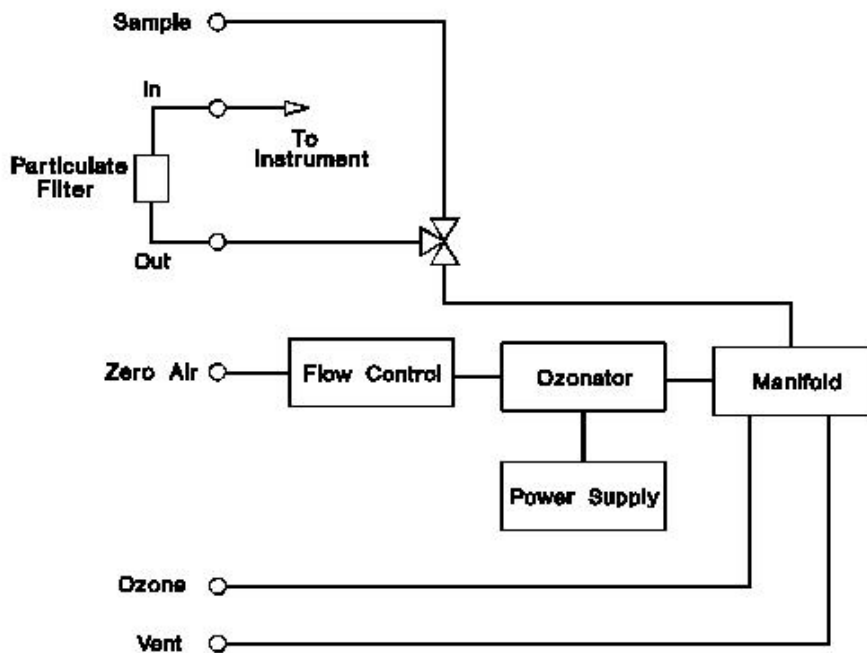 Sample
In
To
Instrument
Particulate
Filter
Out
Zero Air
Flow Control
Ozonator
Manifold
Power Supply
Ozone
Vent